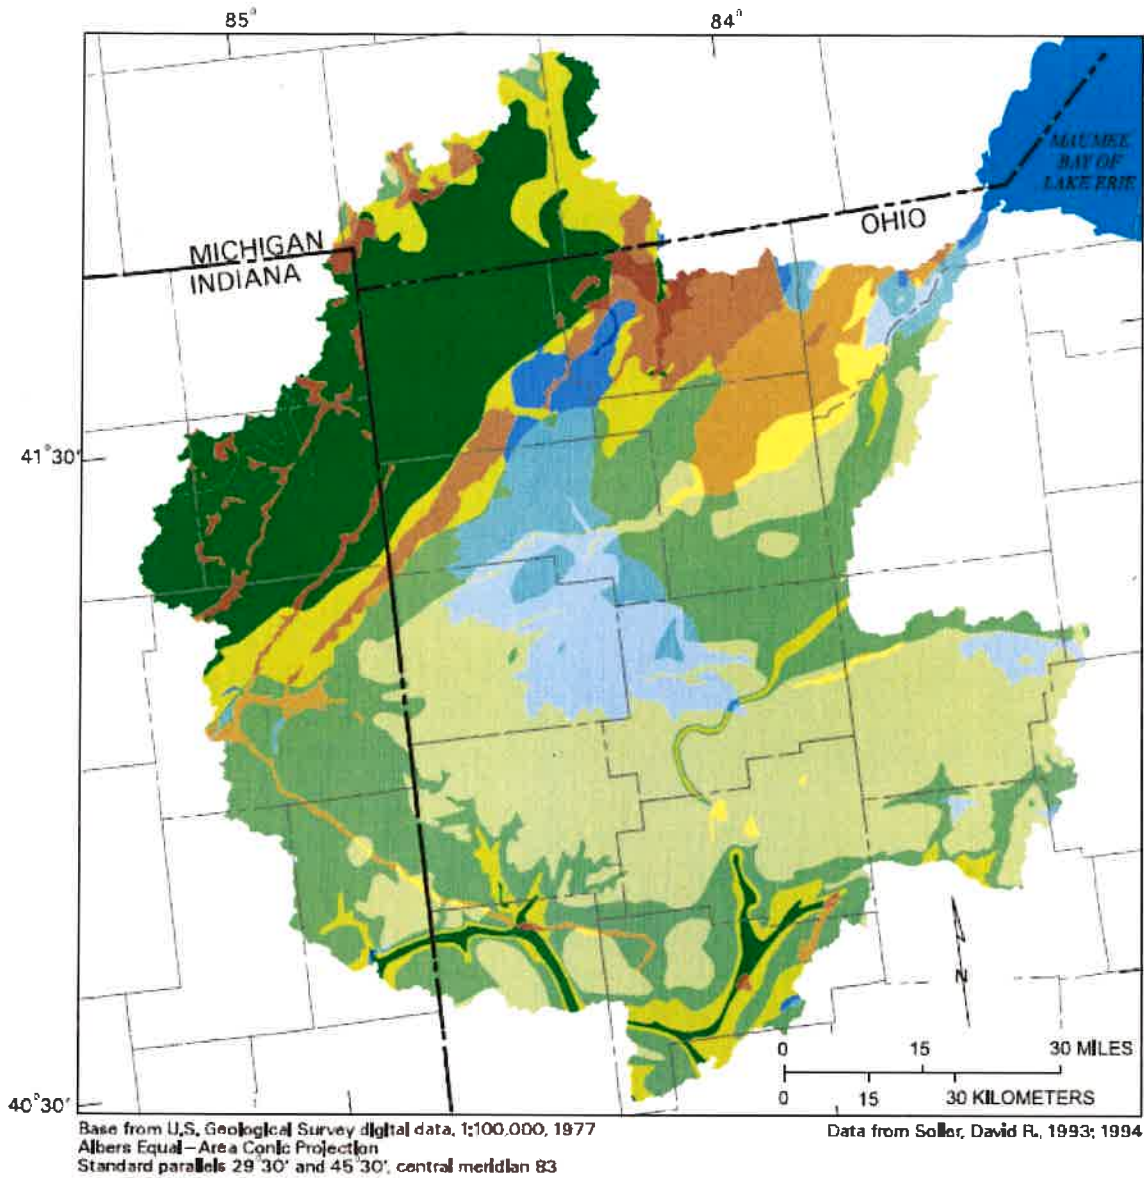 85° 84°
MAUMEE
BAY OF
LAKE ERIE
OHIO
MICHIGAN
INDIANA
41°30'
N
0 15 30 MILES
0 15 30 KILOMETERS
40°30'
Base from U.S. Geological Survey digital data, 1:100,000, 1977
Albers Equal-Area Conic Projection
Standard parallels 29°30' and 45°30', central meridian 83
Data from Soller, David R., 1993; 1994